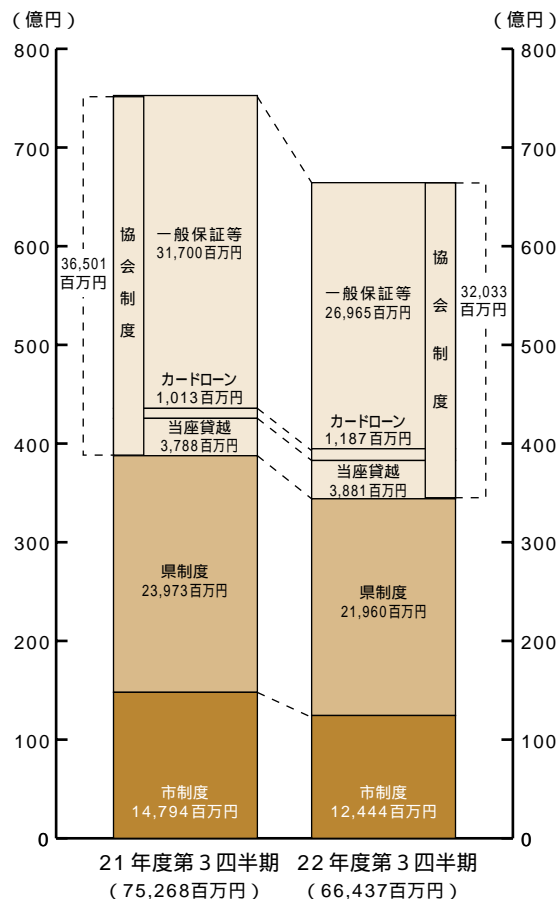 （億円）
（億円）
800
700
600
500
400
300
200
100
0
800
700
600
500
400
300
200
100
0
36,501
百万円
協会制度
一般保証等
31,700百万円
カードローン
1,013百万円
当座貸越
3,788百万円
県制度
23,973百万円
市制度
14,794百万円
一般保証等
26,965百万円
カードローン
1,187百万円
当座貸越
3,881百万円
協会制度
32,033
百万円
県制度
21,960百万円
市制度
12,444百万円
21年度第３四半期
（75,268百万円）
22年度第３四半期
（66,437百万円）